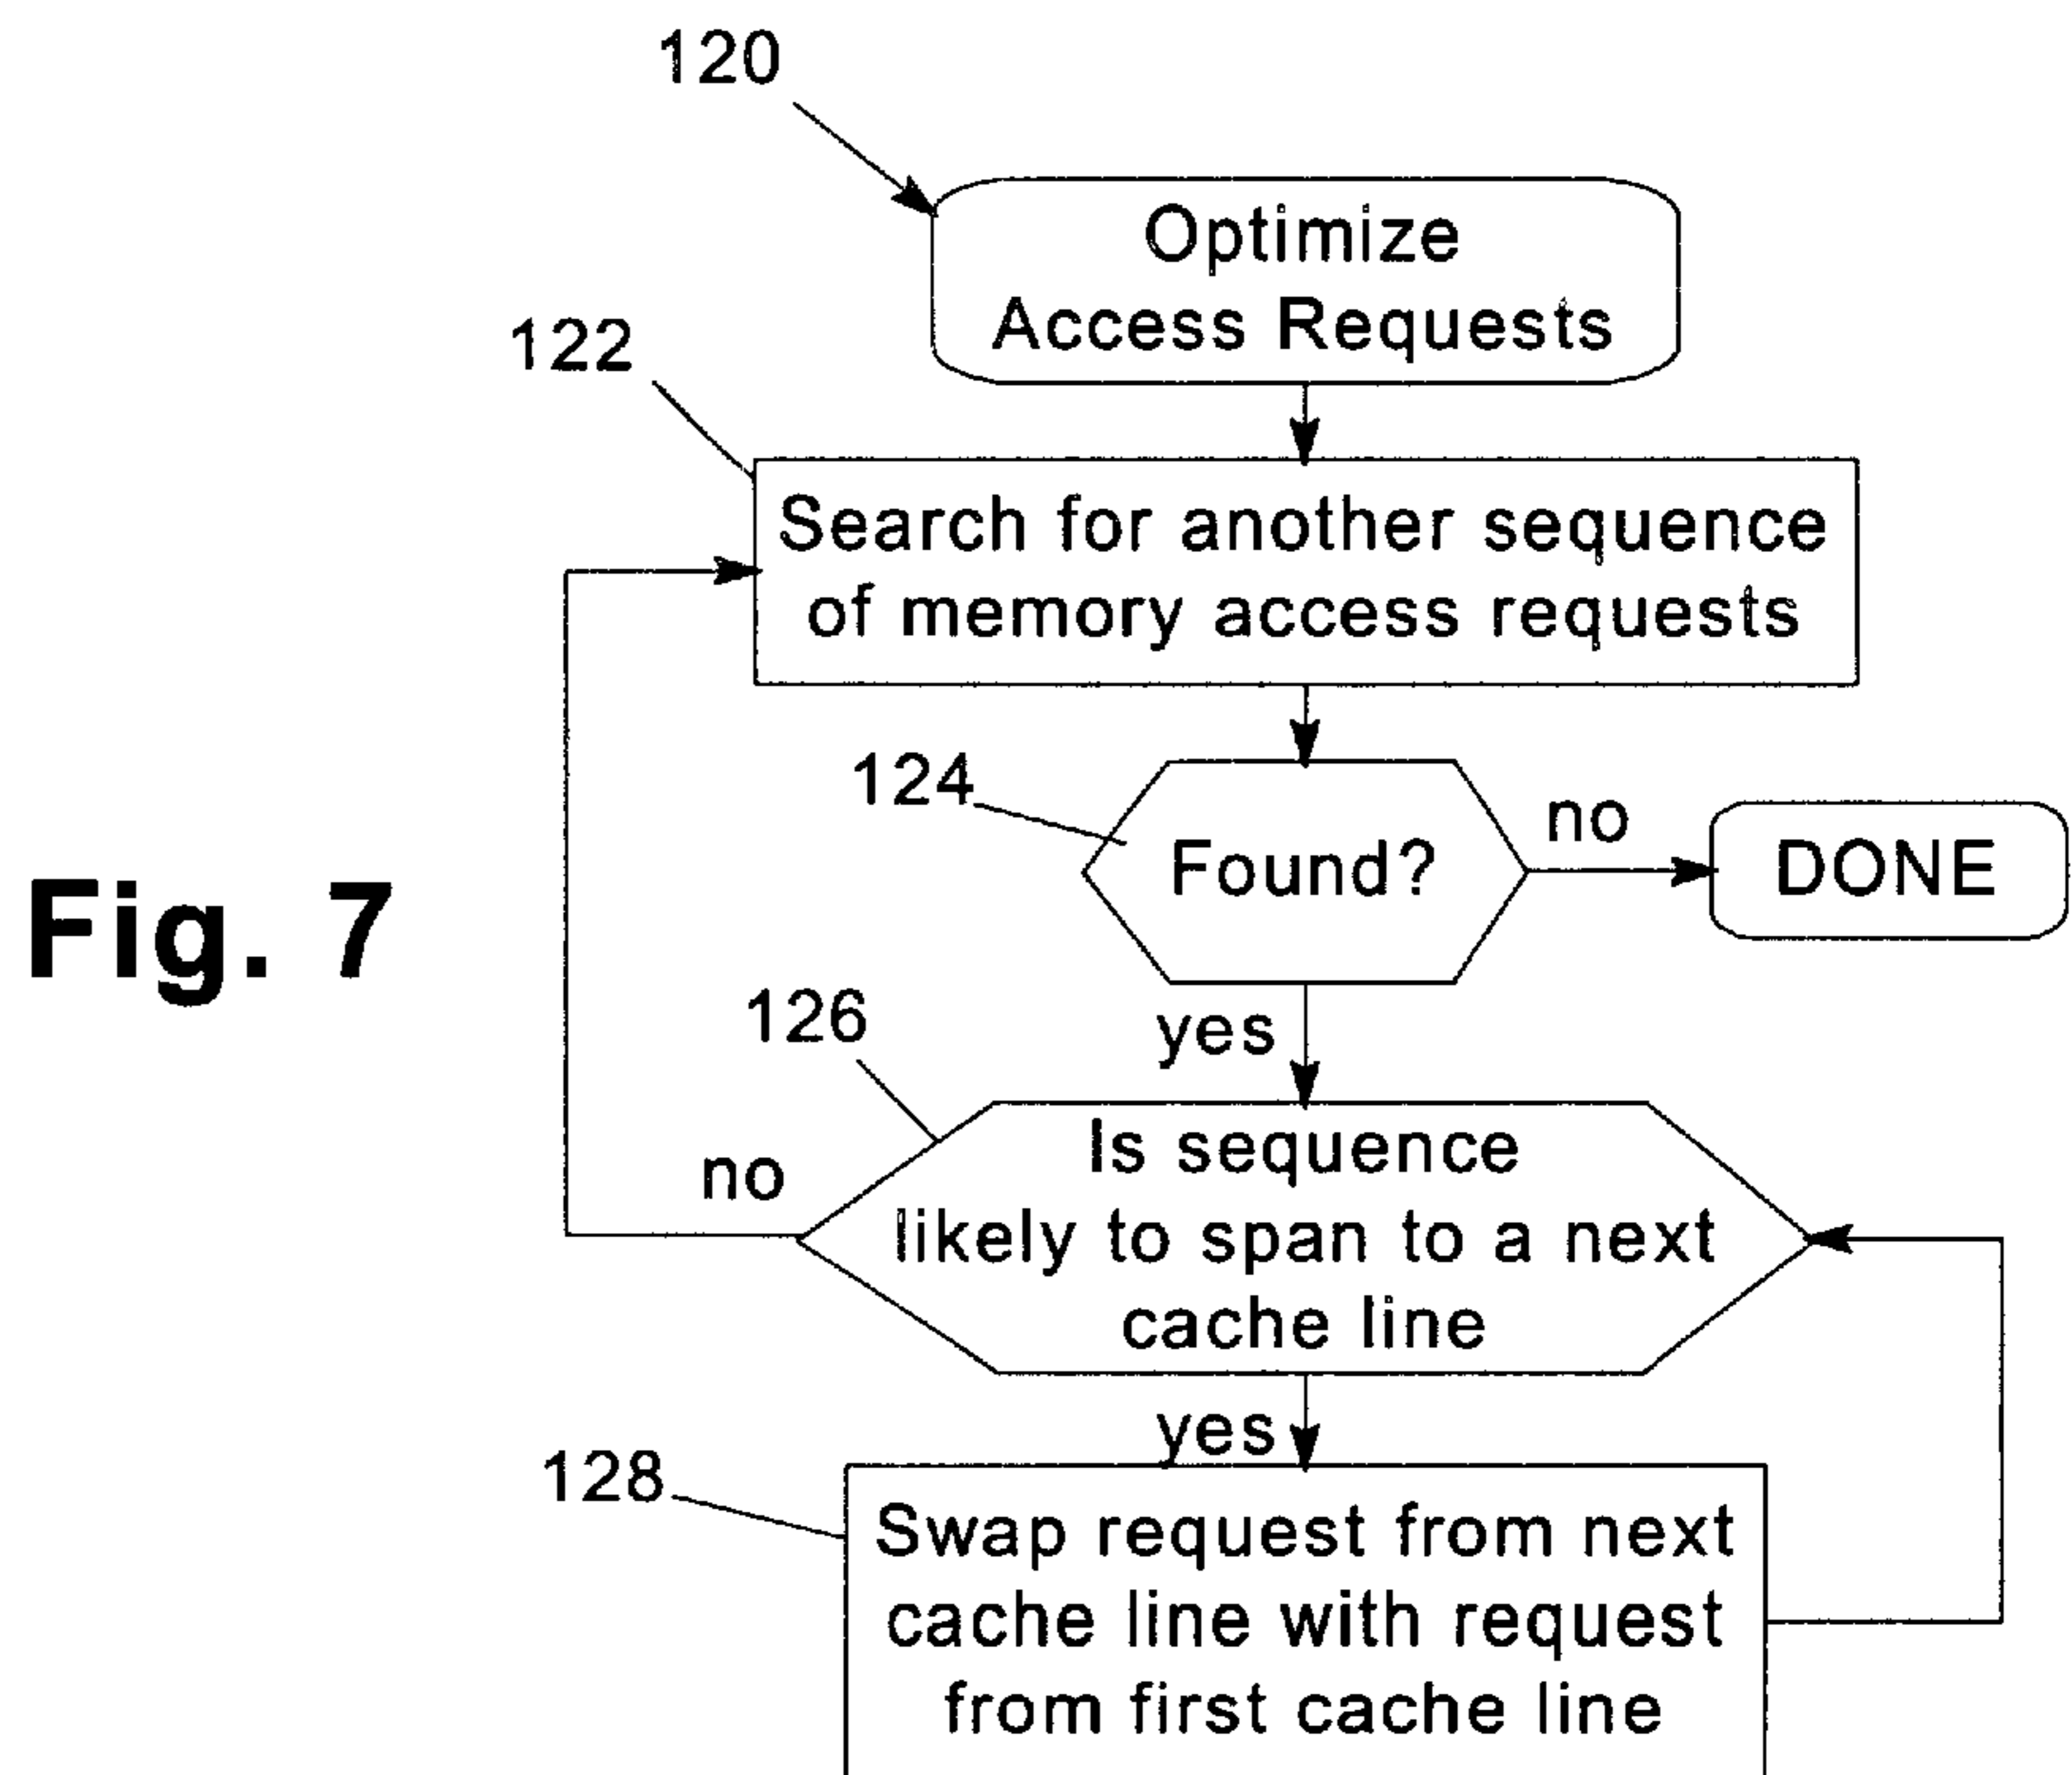 120
Optimize
Access Requests
122
Search for another sequence
of memory access requests
124
Found?
no
DONE
Fig. 7
yes
126
Is sequence
likely to span to a next
cache line
no
yes
128
Swap request from next
cache line with request
from first cache line